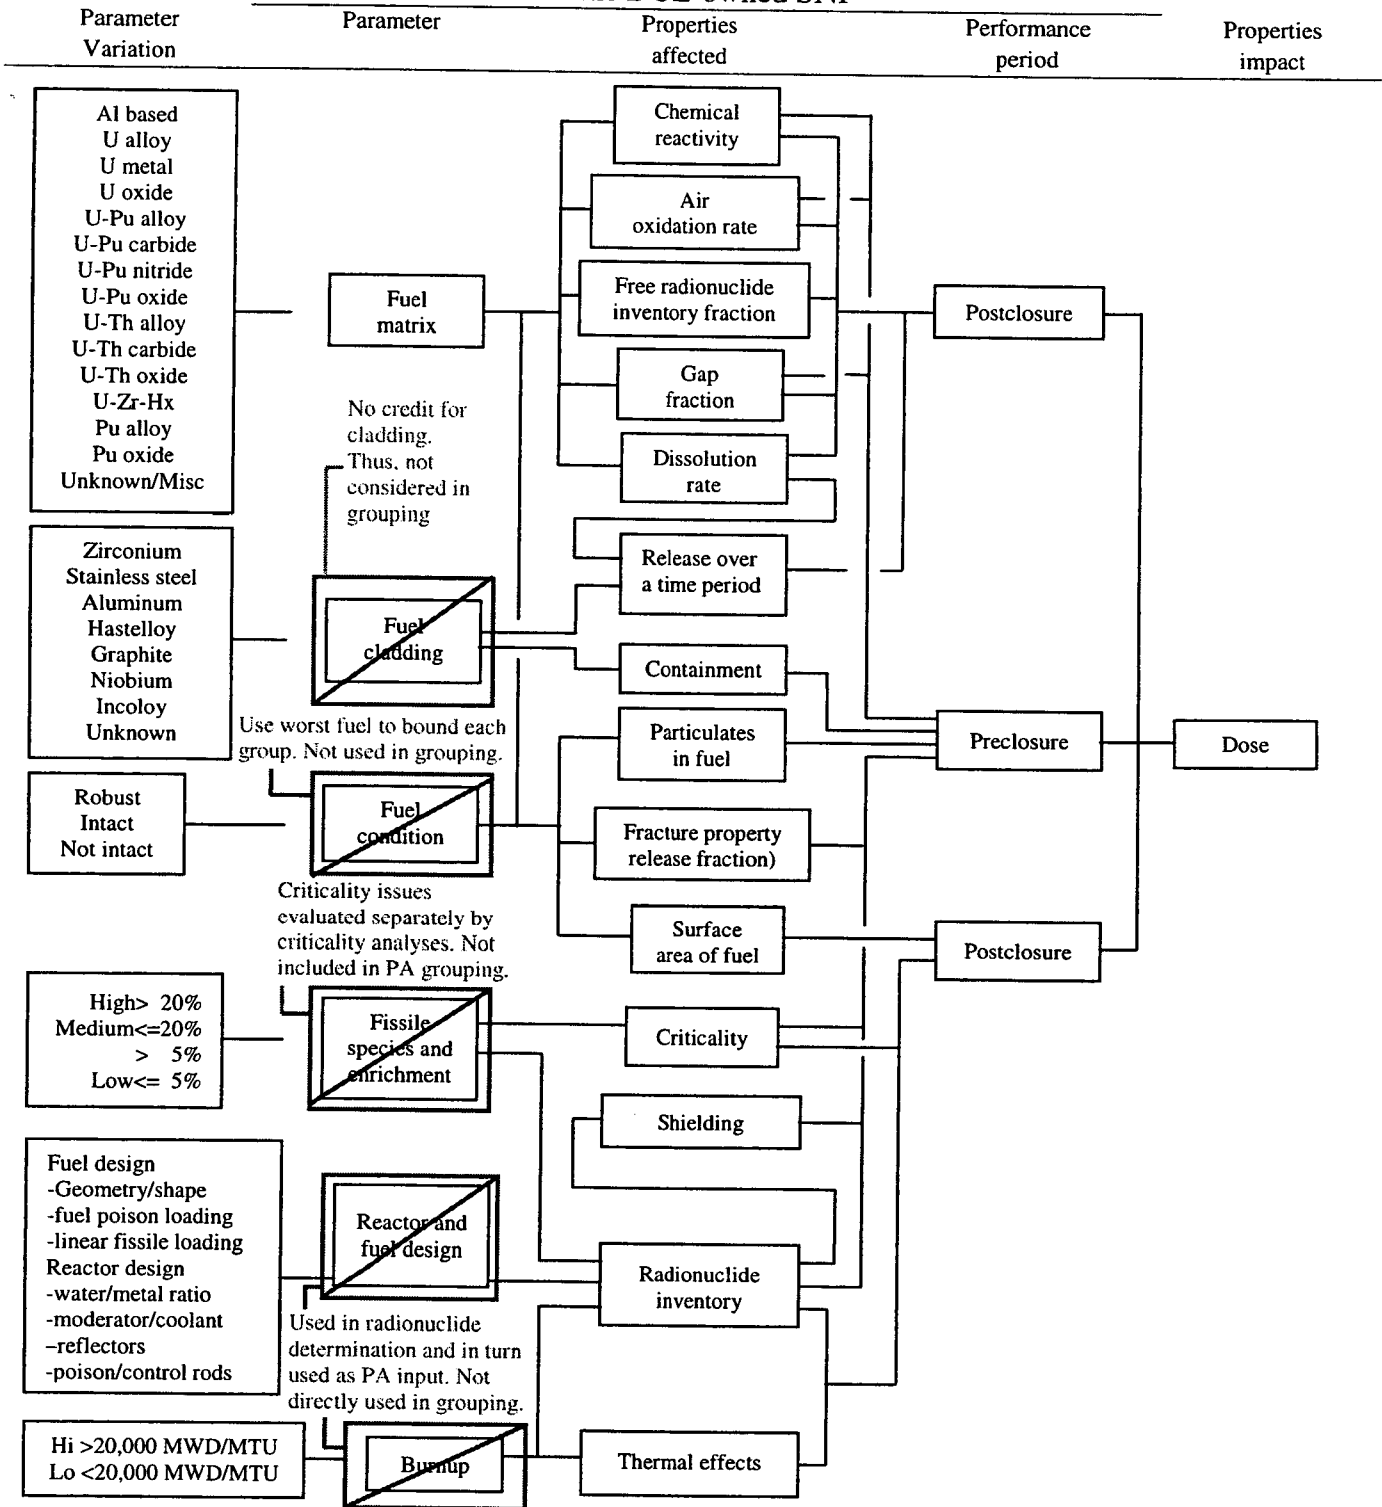 DOE-owned SNF
Parameter
Variation
Parameter
Properties
affected
Performance
period
Properties
impact
Al based
U alloy
U metal
U oxide
U-Pu alloy
U-Pu carbide
U-Pu nitride
U-Pu oxide
U-Th alloy
U-Th carbide
U-Th oxide
U-Zr-Hx
Pu alloy
Pu oxide
Unknown/Misc
Fuel
matrix
Chemical
reactivity
Air
oxidation rate
Free radionuclide
inventory fraction
Gap
fraction
Dissolution
rate
Postclosure
No credit for
cladding.
Thus, not
considered in
grouping
Zirconium
Stainless steel
Aluminum
Hastelloy
Graphite
Niobium
Incoloy
Unknown
Fuel
cladding
Release over
a time period
Containment
Use worst fuel to bound each
group. Not used in grouping.
Robust
Intact
Not intact
Fuel
condition
Particulates
in fuel
Fracture property
release fraction)
Surface
area of fuel
Preclosure
Dose
Postclosure
Criticality issues
evaluated separately by
criticality analyses. Not
included in PA grouping.
High> 20%
Medium<=20%
> 5%
Low<= 5%
Fissile
species and
enrichment
Criticality
Shielding
Fuel design
-Geometry/shape
-fuel poison loading
-linear fissile loading
Reactor design
-water/metal ratio
-moderator/coolant
–reflectors
-poison/control rods
Reactor and
fuel design
Radionuclide
inventory
Used in radionuclide
determination and in turn
used as PA input. Not
directly used in grouping.
Hi >20,000 MWD/MTU
Lo <20,000 MWD/MTU
Burnup
Thermal effects